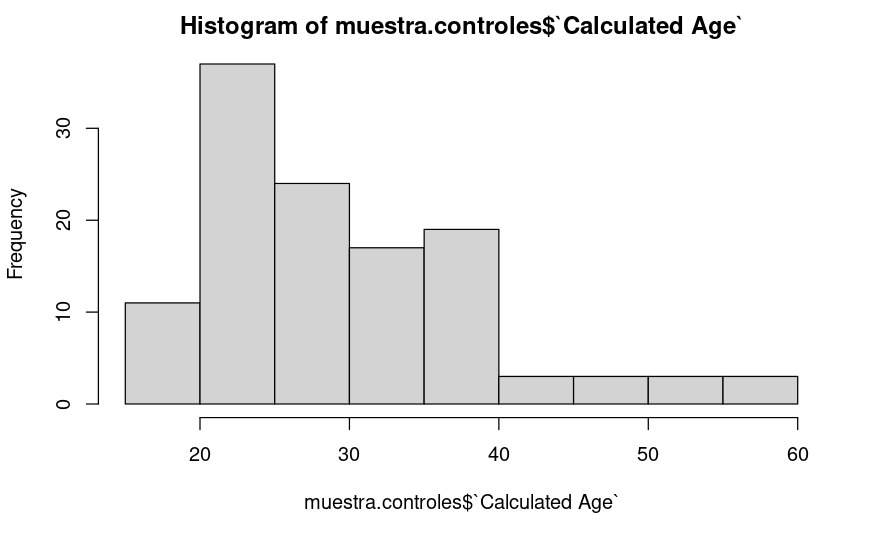 Histogram of muestra.controles$`Calculated Age`
Frequency
30
20
10
0
20 30 40 50 60
muestra.controles$`Calculated Age`